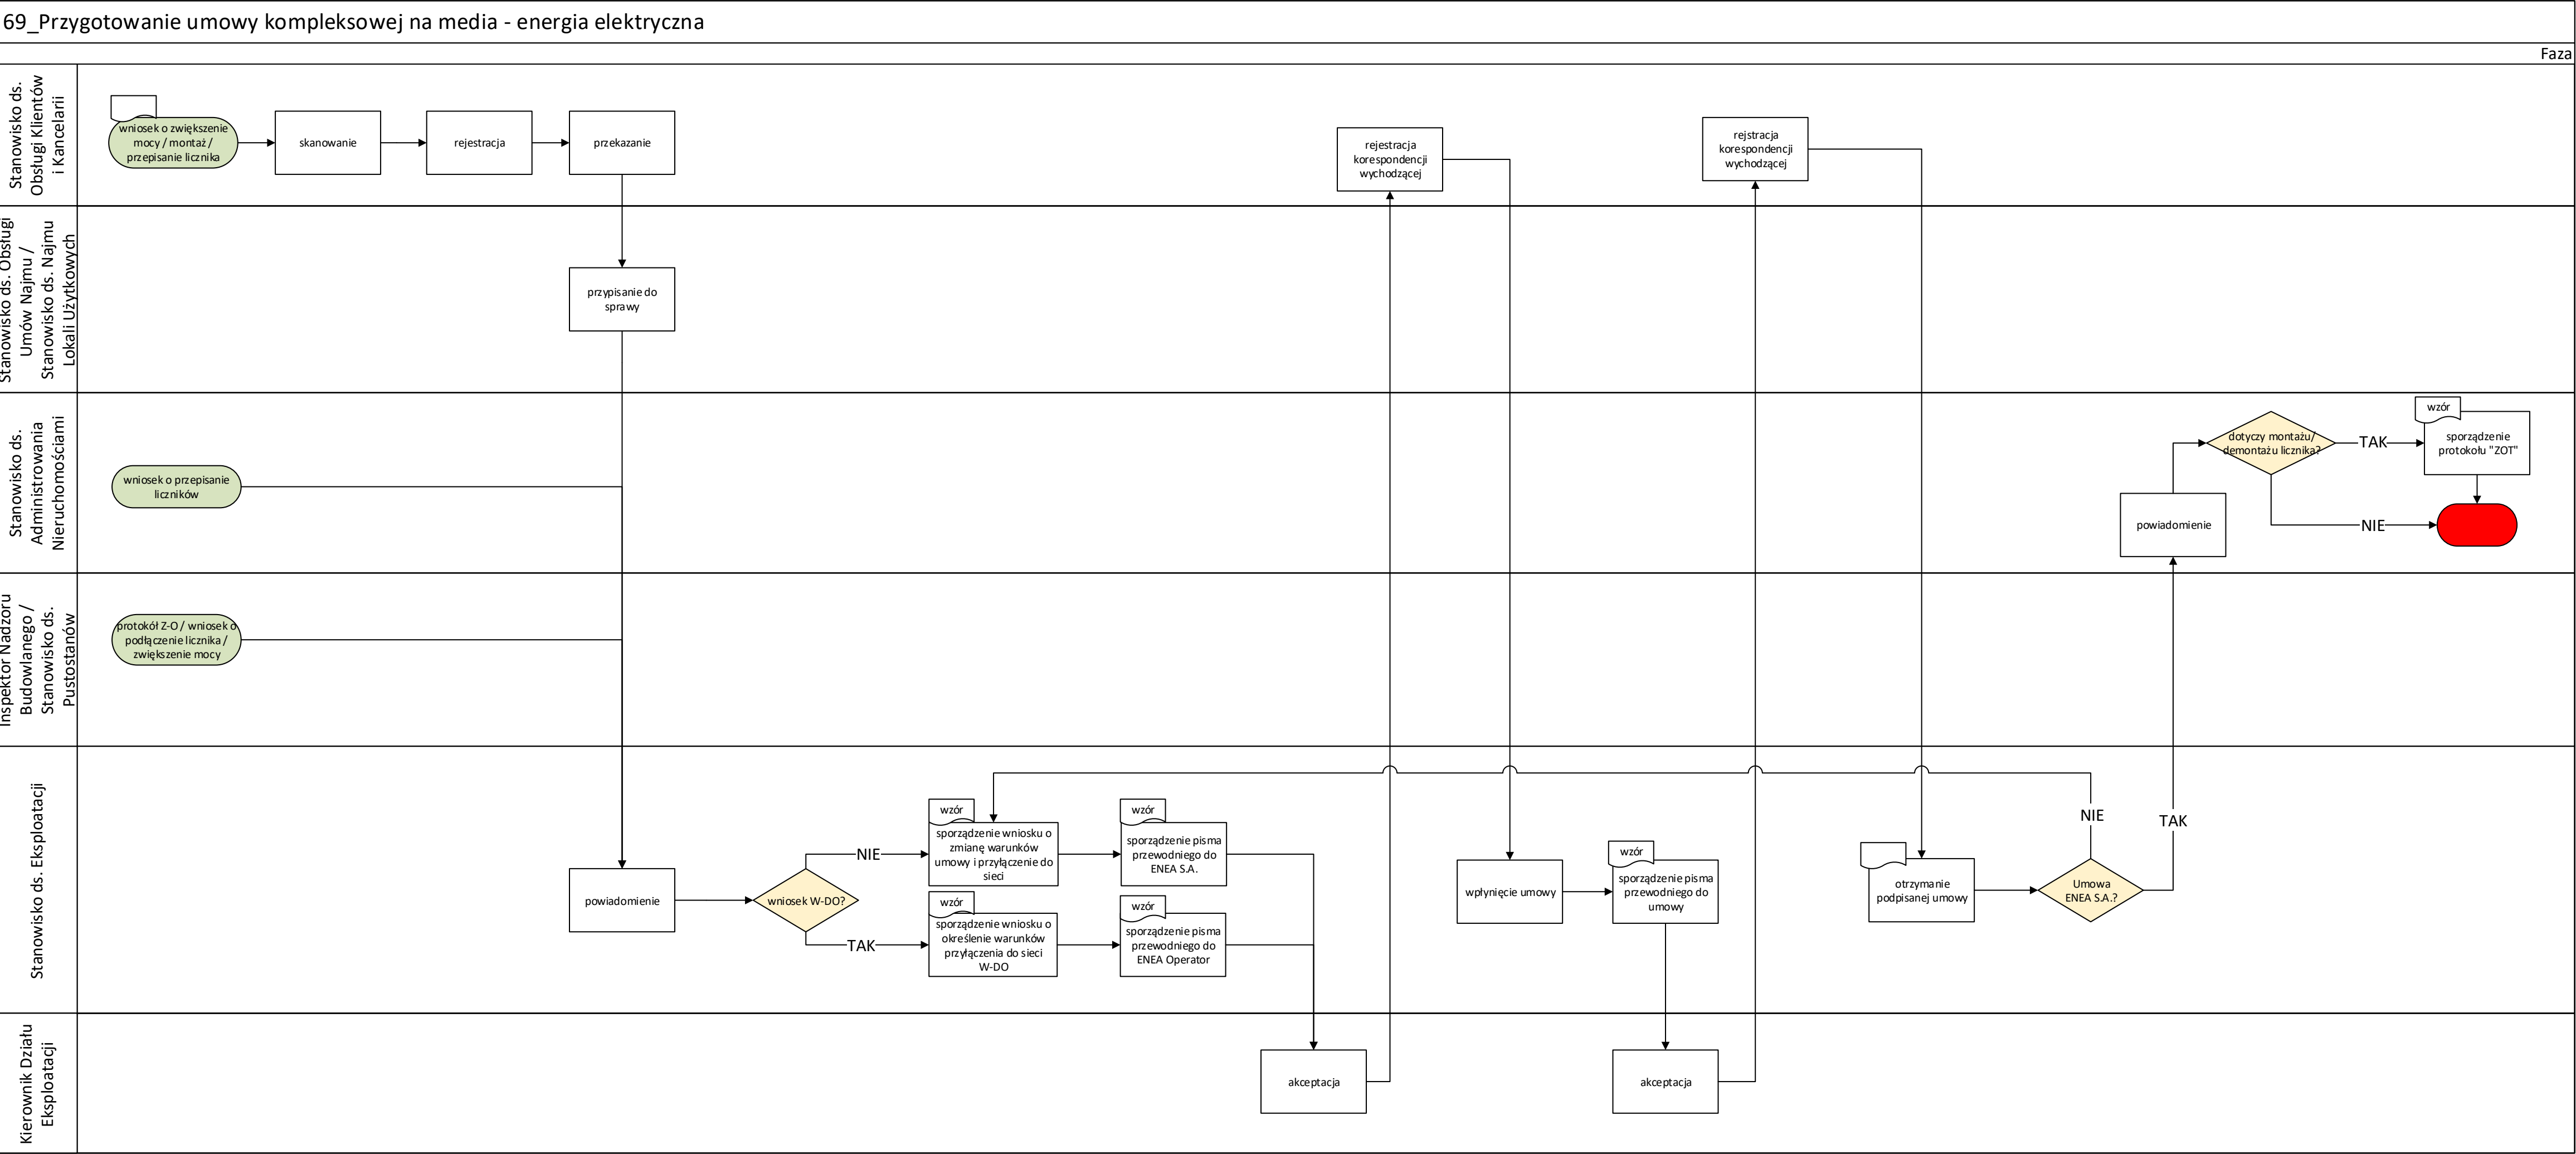 69_Przygotowanie umowy kompleksowej na media - energia elektryczna
Faza
Stanowisko ds.
Obsługi Klientów
i Kancelarii
wniosek o zwiększenie
mocy / montaż /
przepisanie licznika
skanowanie
rejestracja
przekazanie
rejestracja
korespondencji
wychodzącej
rejstracja
korespondencji
wychodzącej
Stanowisko ds. Obsługi
Umów Najmu /
Stanowisko ds. Najmu
Lokali Użytkowych
przypisanie do
sprawy
Stanowisko ds.
Administrowania
Nieruchomościami
wniosek o przepisanie
liczników
powiadomienie
dotyczy montażu/
demontażu licznika?
TAK
NIE
wzór
sporządzenie
protokołu "ZOT"
Inspektor Nadzoru
Budowlanego /
Stanowisko ds.
Pustostanów
protokół Z-O / wniosek o
podłączenie licznika /
zwiększenie mocy
Stanowisko ds. Eksploatacji
powiadomienie
wniosek W-DO?
NIE
TAK
wzór
sporządzenie wniosku o
zmianę warunków
umowy i przyłączenie do
sieci
wzór
sporządzenie pisma
przewodniego do
ENEA S.A.
wzór
sporządzenie wniosku o
określenie warunków
przyłączenia do sieci
W-DO
wzór
sporządzenie pisma
przewodniego do
ENEA Operator
wpłynięcie umowy
wzór
sporządzenie pisma
przewodniego do
umowy
otrzymanie
podpisanej umowy
Umowa
ENEA S.A.?
NIE
TAK
Kierownik Działu
Eksploatacji
akceptacja
akceptacja